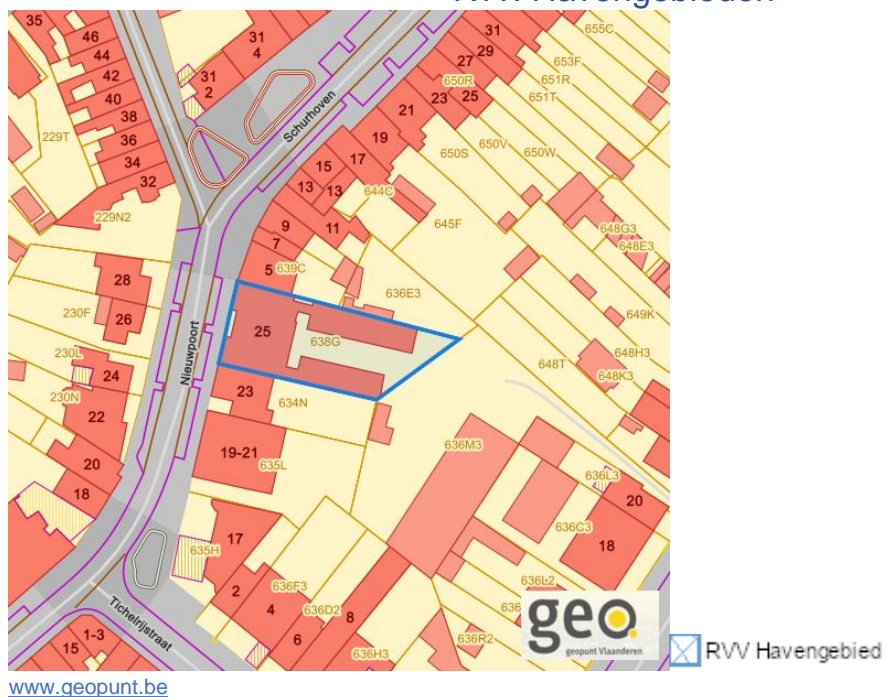 RVV Havengebieden
35
46
44
42
40
38
36
34
32
229T
229N2
31
4
31
2
Schurhoven
31
29
27
25
23
21
19
17
15
13
13
11
9
7
5
650R
655C
653F
651R
651T
650W
650V
650S
644C
645F
639C
636E3
648G3
648E3
649K
648H3
648K3
648T
28
26
230F
230L
24
230N
22
20
18
Nieuwpoort
25
638G
23
634N
19-21
635L
17
635H
2
4
6
8
636F3
636D2
636H3
636R2
636M3
636L3
636C3
636L2
20
18
Tichelrijstraat
1-3
15
geo
geopunt Vlaanderen
RVV Havengebied
www.geopunt.be